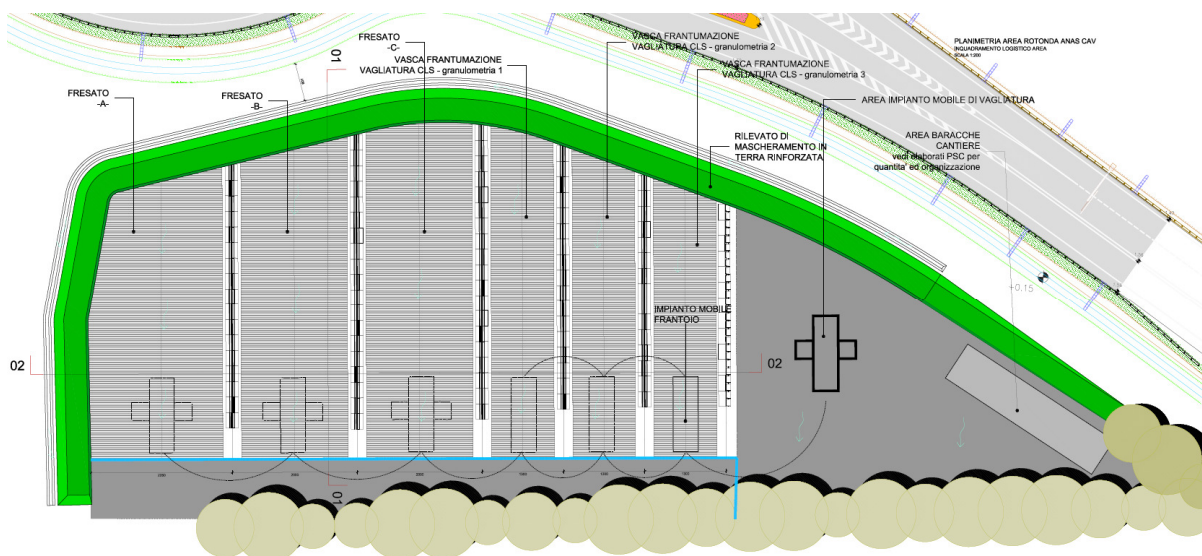 PLANIMETRIA AREA ROTONDA ANAS CAV
INQUADRAMENTO LOGISTICO AREA
SCALA 1:200
VASCA FRANTUMAZIONE
VAGLIATURA CLS - granulometria 2
FRESATO
-C-
VASCA FRANTUMAZIONE
VAGLIATURA CLS - granulometria 1
VASCA FRANTUMAZIONE
VAGLIATURA CLS - granulometria 3
01
FRESATO
-A-
FRESATO
-B-
AREA IMPIANTO MOBILE DI VAGLIATURA
RILEVATO DI
MASCHERAMENTO IN
TERRA RINFORZATA
AREA BARACCHE
CANTIERE
vedi elaborati PSC per
quantita' ed organizzazione
+0,15
IMPIANTO MOBILE
FRANTOIO
02
02
01